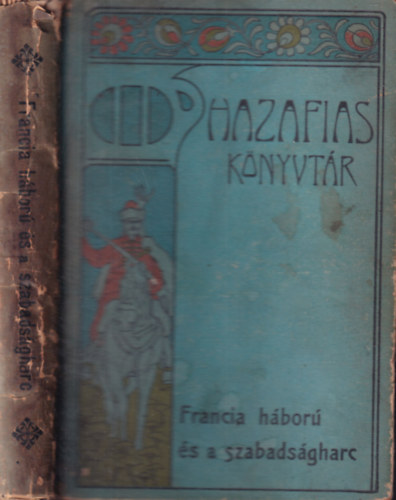 Francia háború és a szabadságharc
HAZAFIAS
KÖNYVTÁR
Francia háború
és a szabadságharc